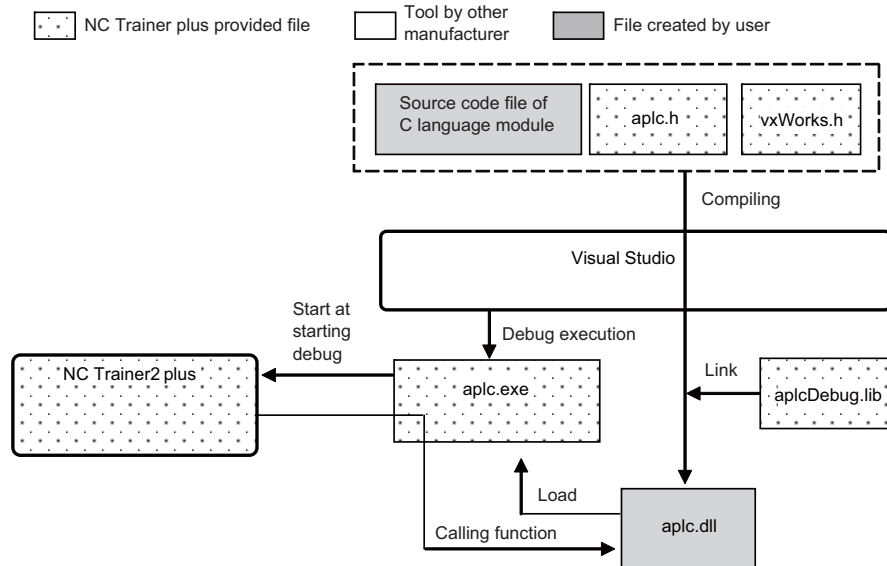 NC Trainer plus provided file
Tool by other
manufacturer
File created by user
Source code file of
C language module
aplc.h
vxWorks.h
Compiling
Visual Studio
Start at
starting
debug
Debug execution
NC Trainer2 plus
aplc.exe
Link
aplcDebug.lib
Load
Calling function
aplc.dll